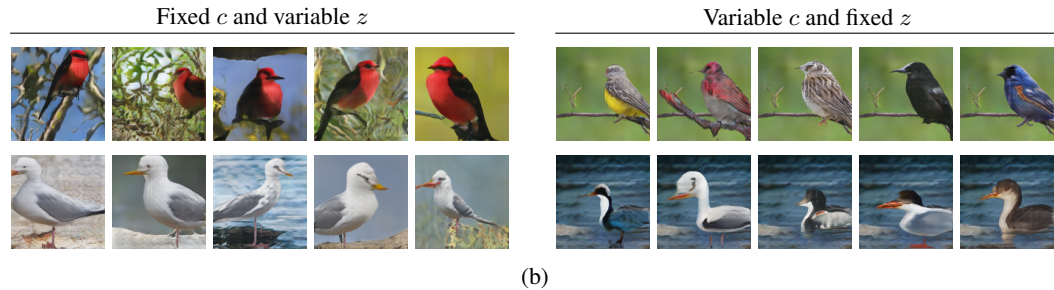 Fixed c and variable z
Variable c and fixed z
(b)